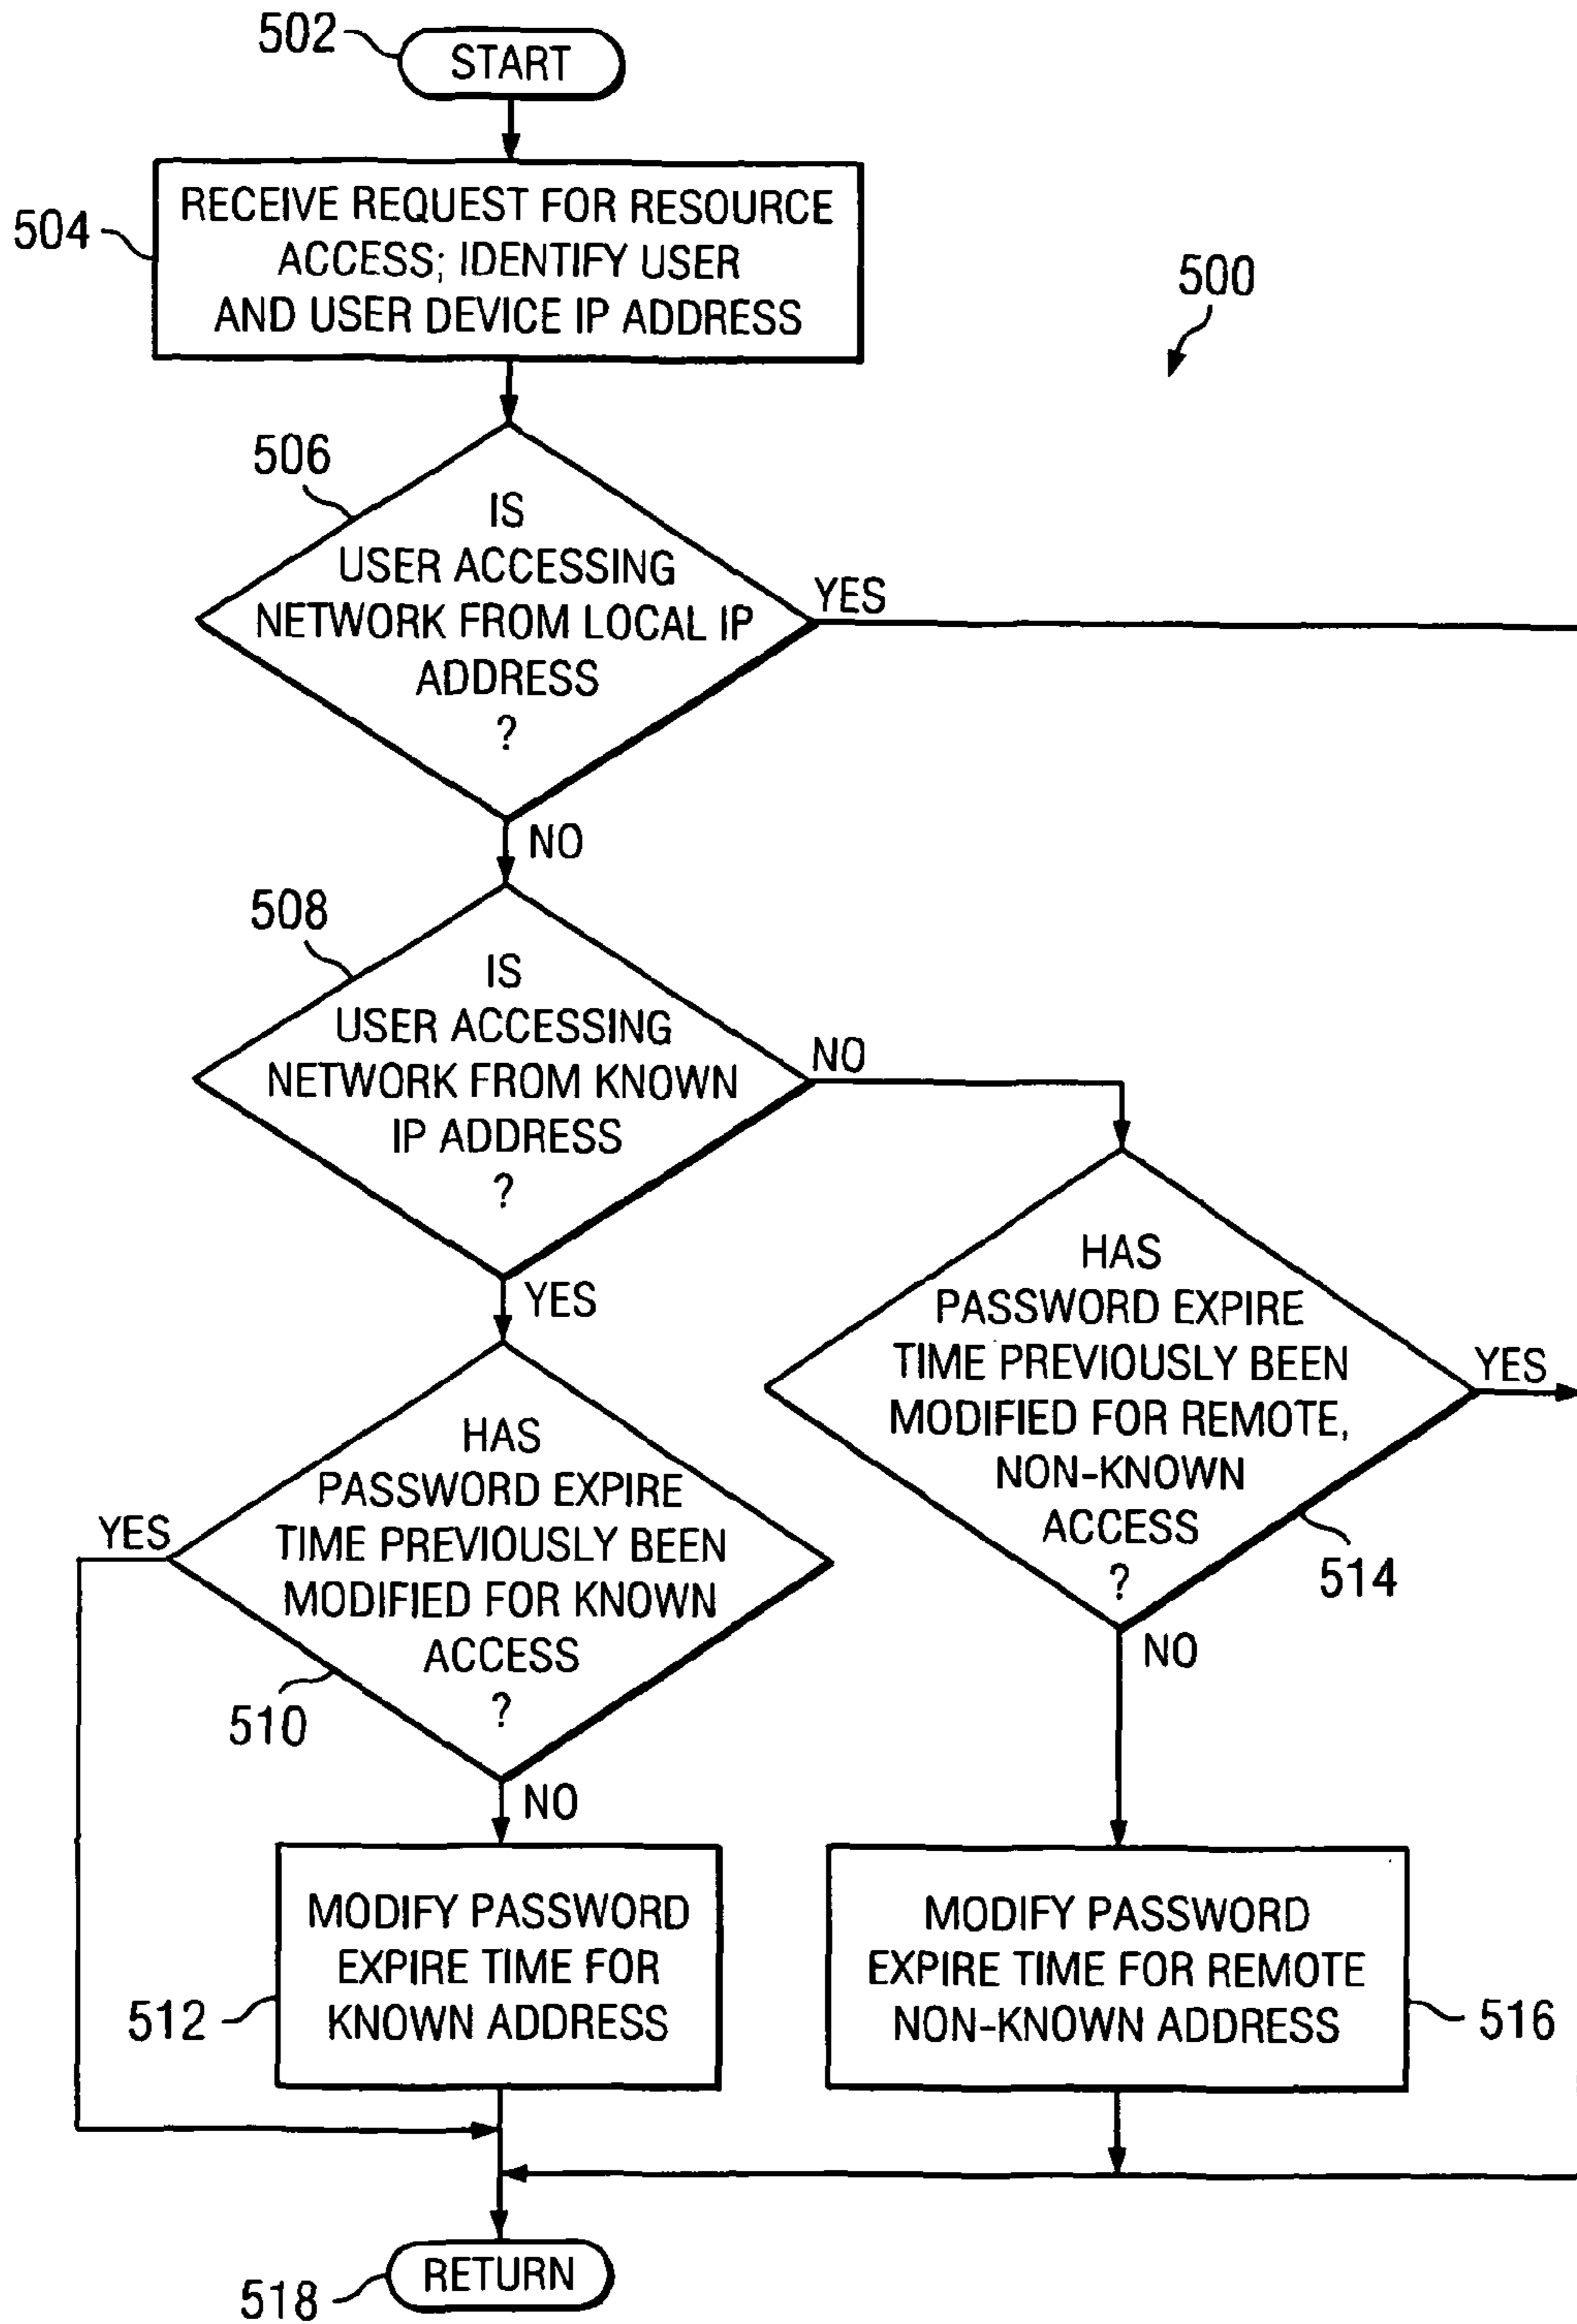 502
START
504
RECEIVE REQUEST FOR RESOURCE
ACCESS; IDENTIFY USER
AND USER DEVICE IP ADDRESS
500
506
IS
USER ACCESSING
NETWORK FROM LOCAL IP
ADDRESS
?
YES
NO
508
IS
USER ACCESSING
NETWORK FROM KNOWN
IP ADDRESS
?
NO
YES
HAS
PASSWORD EXPIRE
TIME PREVIOUSLY BEEN
MODIFIED FOR REMOTE,
NON-KNOWN
ACCESS
?
YES
514
NO
HAS
PASSWORD EXPIRE
TIME PREVIOUSLY BEEN
MODIFIED FOR KNOWN
ACCESS
?
YES
510
NO
MODIFY PASSWORD
EXPIRE TIME FOR
KNOWN ADDRESS
512
MODIFY PASSWORD
EXPIRE TIME FOR REMOTE
NON-KNOWN ADDRESS
516
RETURN
518